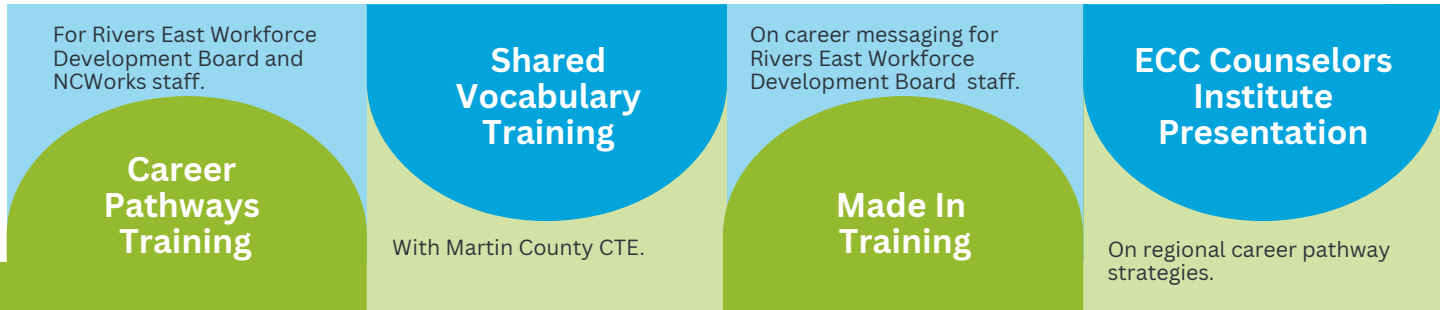 For Rivers East Workforce
Development Board and
NCWorks staff.
Career
Pathways
Training
Shared
Vocabulary
Training
With Martin County CTE.
On career messaging for
Rivers East Workforce
Development Board  staff.
Made In
Training
ECC Counselors
Institute
Presentation
On regional career pathway
strategies.